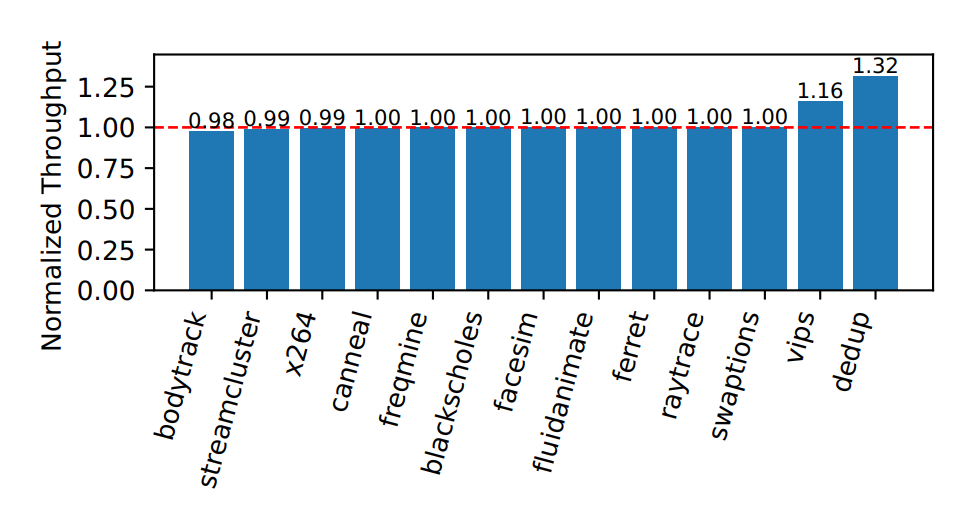 Normalized Throughput
1.25
1.00
0.75
0.50
0.25
0.00
0.98
0.99
0.99
1.00
1.00
1.00
1.00
1.00
1.00
1.00
1.00
1.16
1.32
bodytrack
streamcluster
x264
canneal
freqmine
blackscholes
facesim
fluidanimate
ferret
raytrace
swaptions
vips
dedup